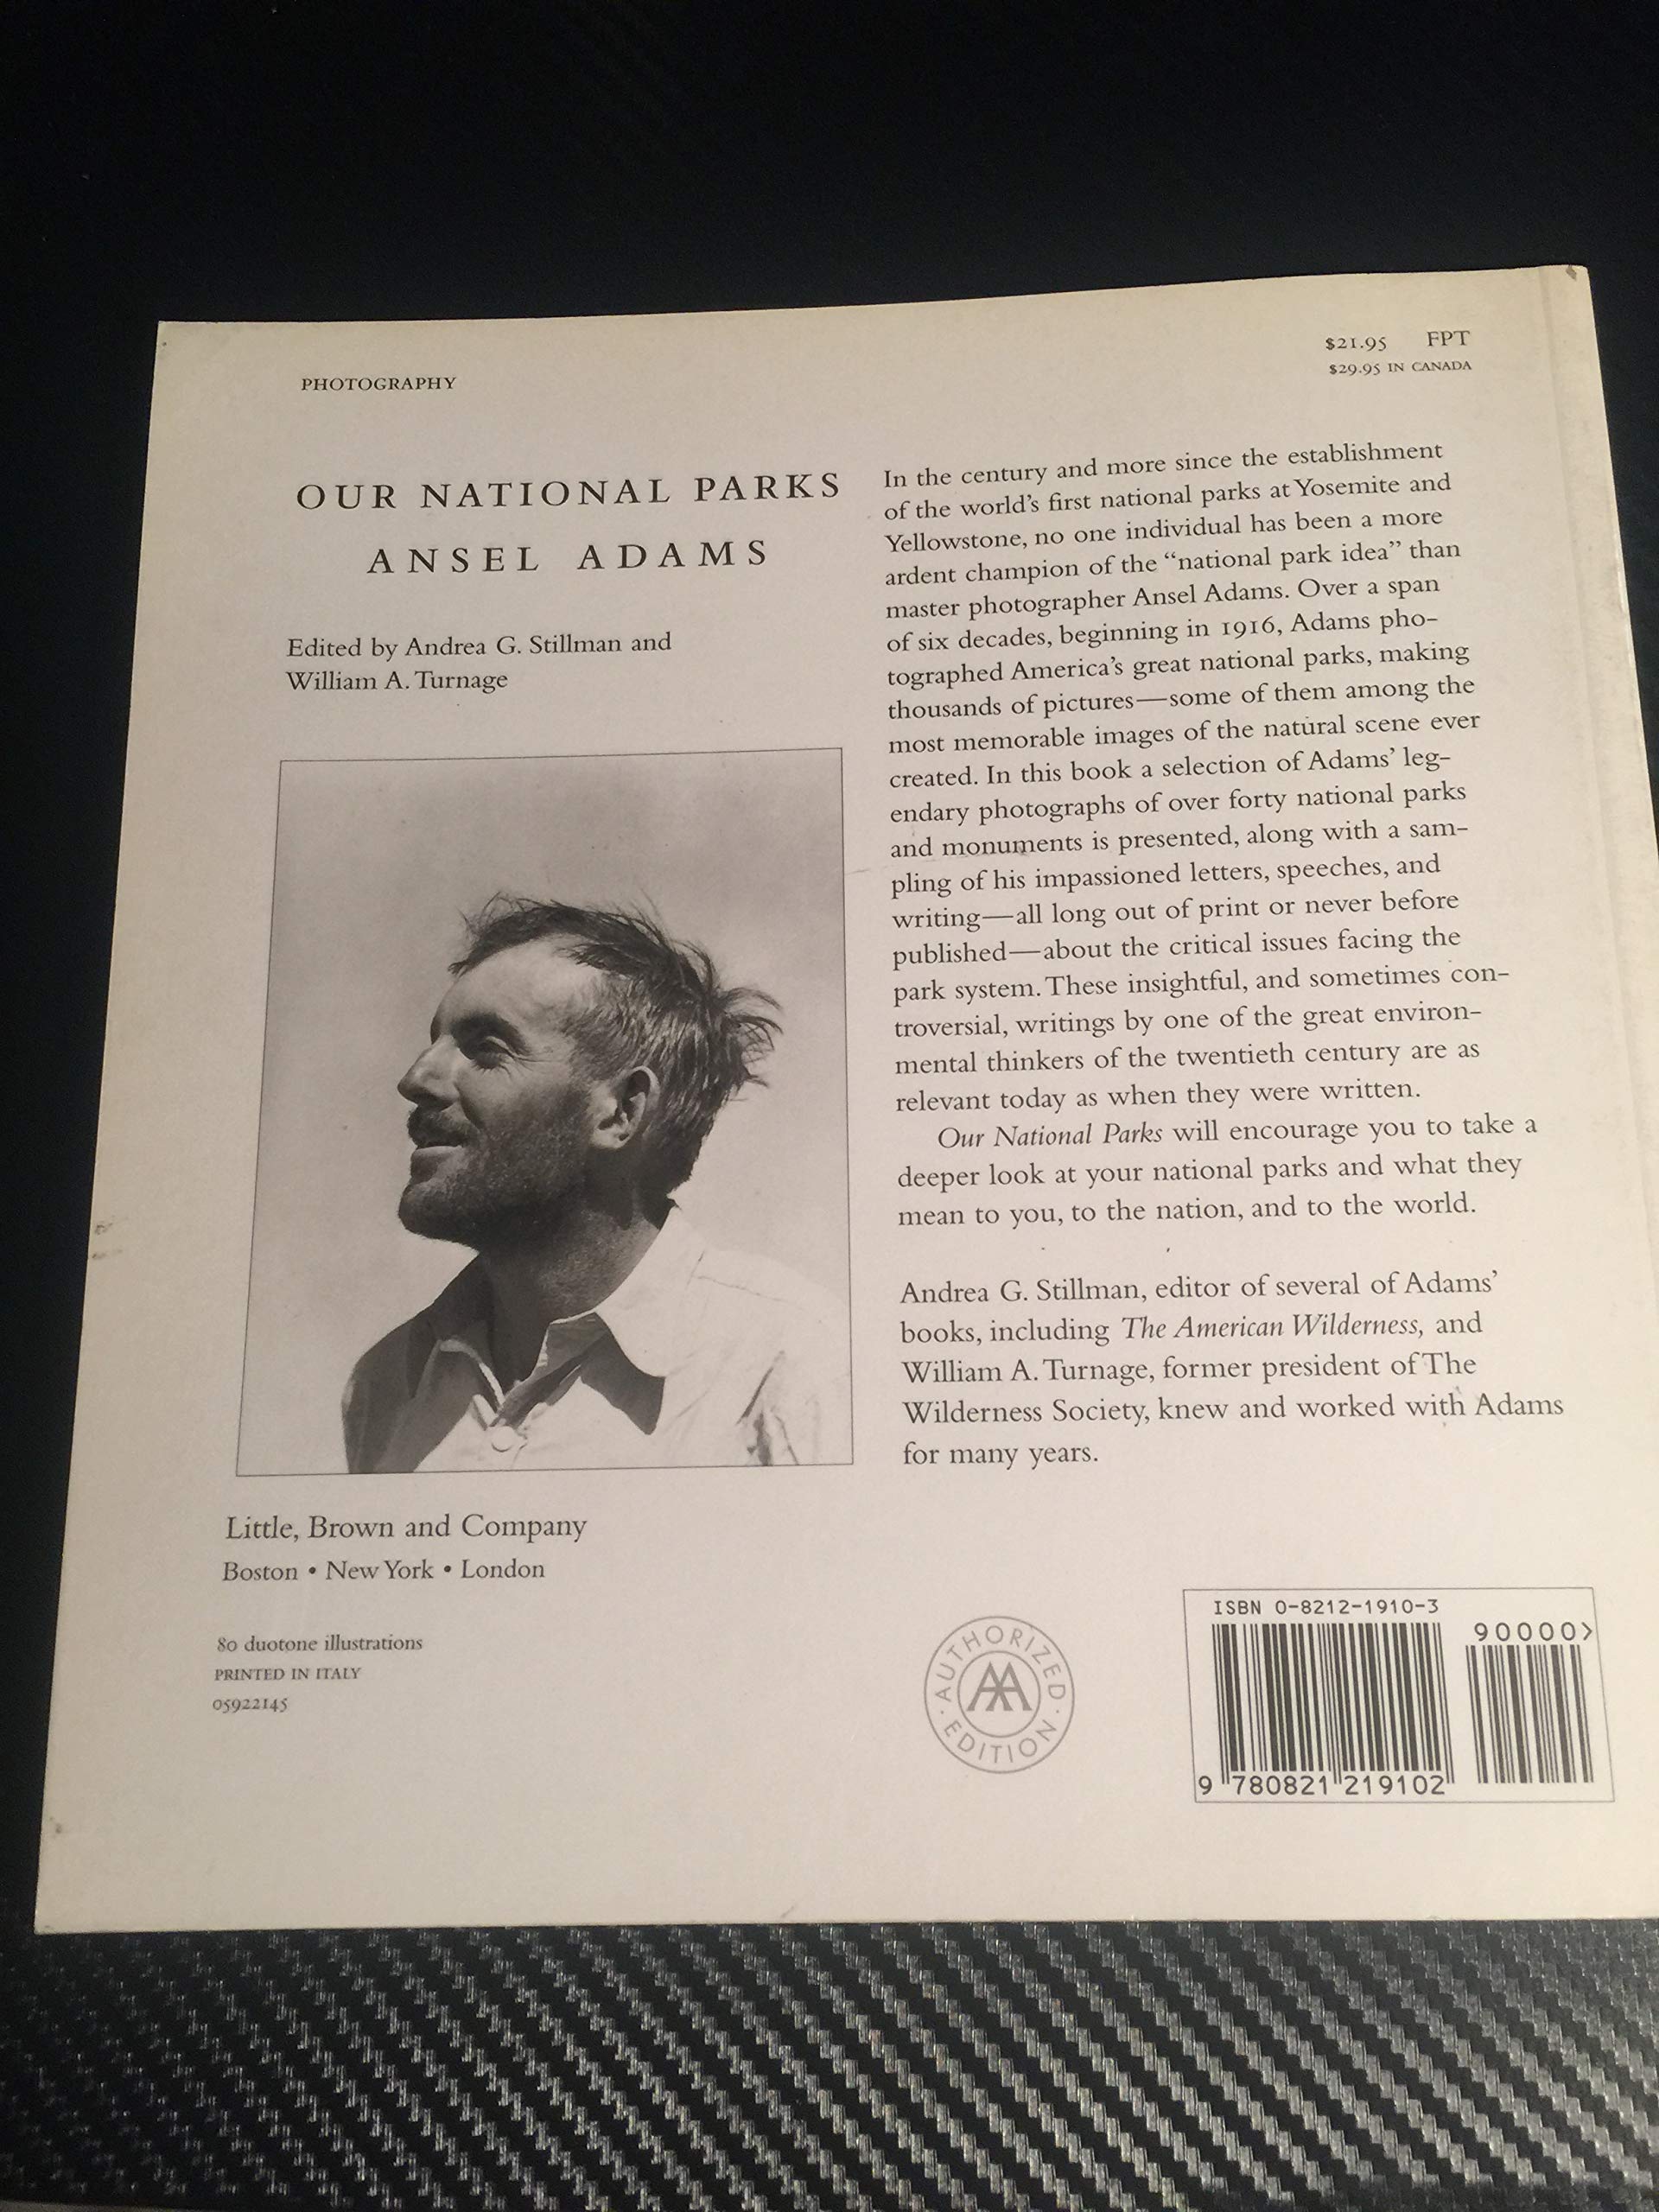 PHOTOGRAPHY
$21.95 FPT
$29.95 IN CANADA
OUR NATIONAL PARKS
ANSEL ADAMS
Edited by Andrea G. Stillman and
William A. Turnage
Little, Brown and Company
Boston • New York • London
80 duotone illustrations
PRINTED IN ITALY
05922145
In the century and more since the establishment
of the world's first national parks at Yosemite and
Yellowstone, no one individual has been a more
ardent champion of the “national park idea” than
master photographer Ansel Adams. Over a span
of six decades, beginning in 1916, Adams pho-
tographed America's great national parks, making
thousands of pictures—some of them among the
most memorable images of the natural scene ever
created. In this book a selection of Adams' leg-
endary photographs of over forty national parks
and monuments is presented, along with a sam-
pling of his impassioned letters, speeches, and
writing—all long out of print or never before
published—about the critical issues facing the
park system. These insightful, and sometimes con-
troversial, writings by one of the great environ-
mental thinkers of the twentieth century are as
relevant today as when they were written.
Our National Parks will encourage you to take a
deeper look at your national parks and what they
mean to you, to the nation, and to the world.
Andrea G. Stillman, editor of several of Adams'
books, including The American Wilderness, and
William A. Turnage, former president of The
Wilderness Society, knew and worked with Adams
for many years.
AUTHORIZED
AA
EDITION
ISBN 0-8212-1910-3
90000>
9 780821 219102